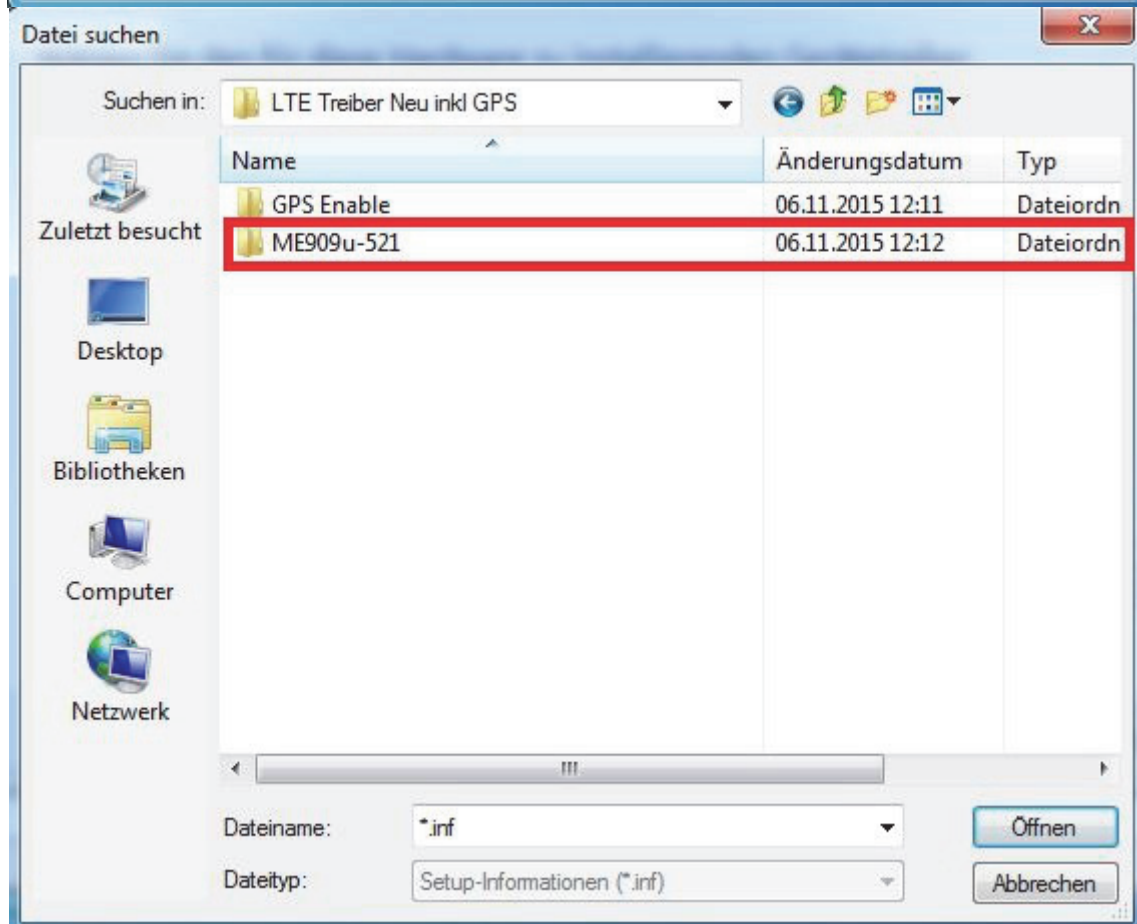 Datei suchen
Suchen in: LTE Treiber Neu inkl GPS
Name Änderungsdatum Typ
GPS Enable 06.11.2015 12:11 Dateiordn
ME909u-521 06.11.2015 12:12 Dateiordn
Zuletzt besucht
Desktop
Bibliotheken
Computer
Netzwerk
Dateiname: *.inf Öffnen
Dateityp: Setup-Informationen (*.inf) Abbrechen